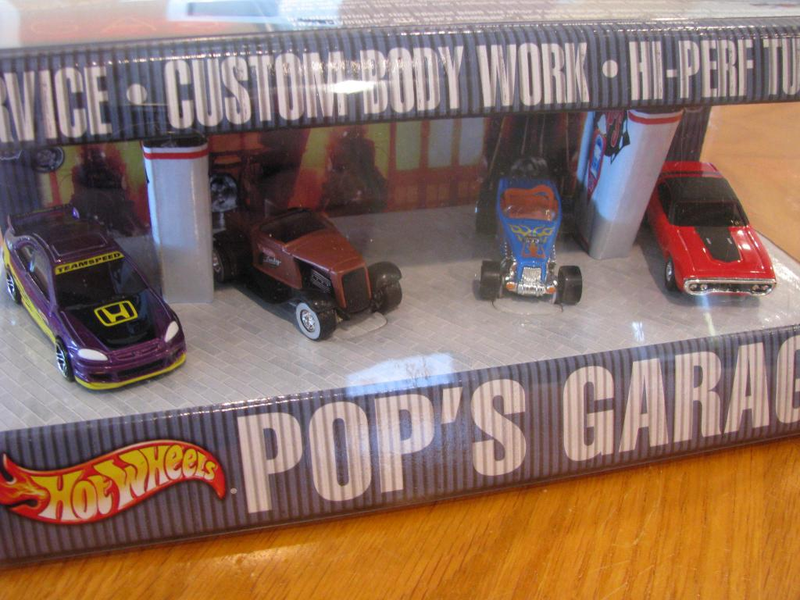 RVICE • CUSTOM BODY WORK • HI-PERF TU
TEAMSPEED
HOT WHEELS
POP'S GARAG